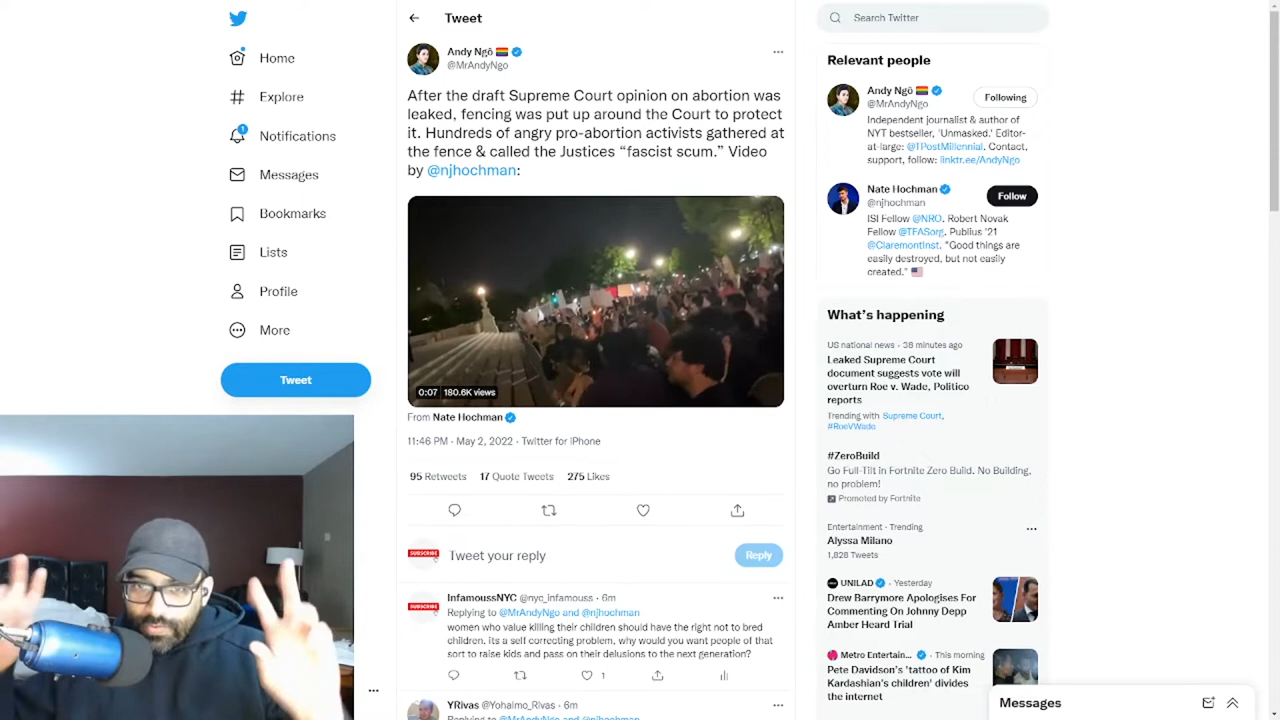 Home
Explore
1
Notifications
Messages
Bookmarks
Lists
Profile
More
Tweet
Tweet
Andy Ngô
@MrAndyNgo
After the draft Supreme Court opinion on abortion was
leaked, fencing was put up around the Court to protect
it. Hundreds of angry pro-abortion activists gathered at
the fence & called the Justices “fascist scum.” Video
by @njhochman:
0:07 180.6K views
From Nate Hochman
11:46 PM · May 2, 2022 · Twitter for iPhone
95 Retweets 17 Quote Tweets 275 Likes
SUBSCRIBE
Tweet your reply
Reply
SUBSCRIBE
InfamoussNYC @nyc_infamouss · 6m
Replying to @MrAndyNgo and @njhochman
women who value killing their children should have the right not to bred
children. its a self correcting problem, why would you want people of that
sort to raise kids and pass on their delusions to the next generation?
1
YRivas @Yohaimo_Rivas · 6m
Replying to @MrAndyNgo and @njhochman
Search Twitter
Relevant people
Andy Ngô
@MrAndyNgo
Following
Independent journalist & author of
NYT bestseller, 'Unmasked.' Editor-
at-large: @TPostMillennial. Contact,
support, follow: linktr.ee/AndyNgo
Nate Hochman
@njhochman
Follow
ISI Fellow @NRO. Robert Novak
Fellow @TFASorg. Publius '21
@ClaremontInst. "Good things are
easily destroyed, but not easily
created."
What’s happening
US national news · 38 minutes ago
Leaked Supreme Court
document suggests vote will
overturn Roe v. Wade, Politico
reports
Trending with Supreme Court,
#RoeVWade
#ZeroBuild
Go Full-Tilt in Fortnite Zero Build. No Building,
no problem!
Promoted by Fortnite
Entertainment · Trending
Alyssa Milano
1,828 Tweets
UNILAD · Yesterday
Drew Barrymore Apologises For
Commenting On Johnny Depp
Amber Heard Trial
Metro Entertain... · This morning
Pete Davidson's 'tattoo of Kim
Kardashian's children' divides
the internet
Messages